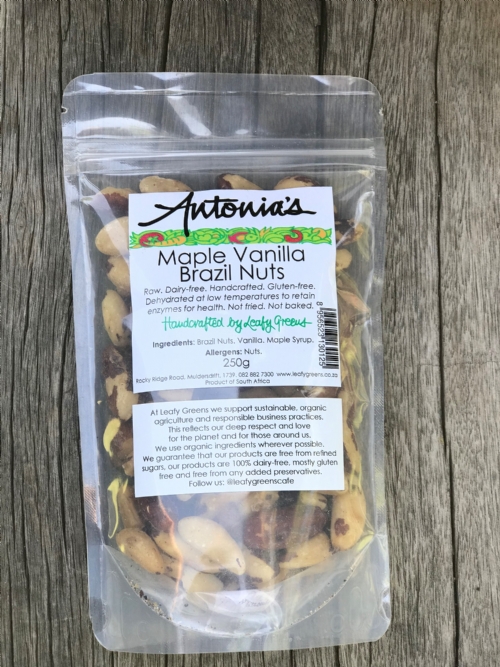 Antonia's
Maple Vanilla
Brazil Nuts
Raw. Dairy-free. Handcrafted. Gluten-free.
Dehydrated at low temperatures to retain
enzymes for health. Not fried. Not baked.
Handcrafted by Leafy Greens
Ingredients: Brazil Nuts, Vanilla, Maple Syrup.
Allergens: Nuts.
250g
Rocky Ridge Road, Muldersdrift, 1739. 082 862 7300 www.leafygreens.co.za
Product of South Africa
At Leafy Greens we support sustainable, organic
agriculture and responsible business practices.
This reflects our deep respect and love
for the planet and for those around us.
We use organic ingredients wherever possible.
We guarantee that our products are free from refined
sugars, our products are 100% dairy-free, mostly gluten
free and free from any added preservatives.
Follow us: @leafygreenscafe